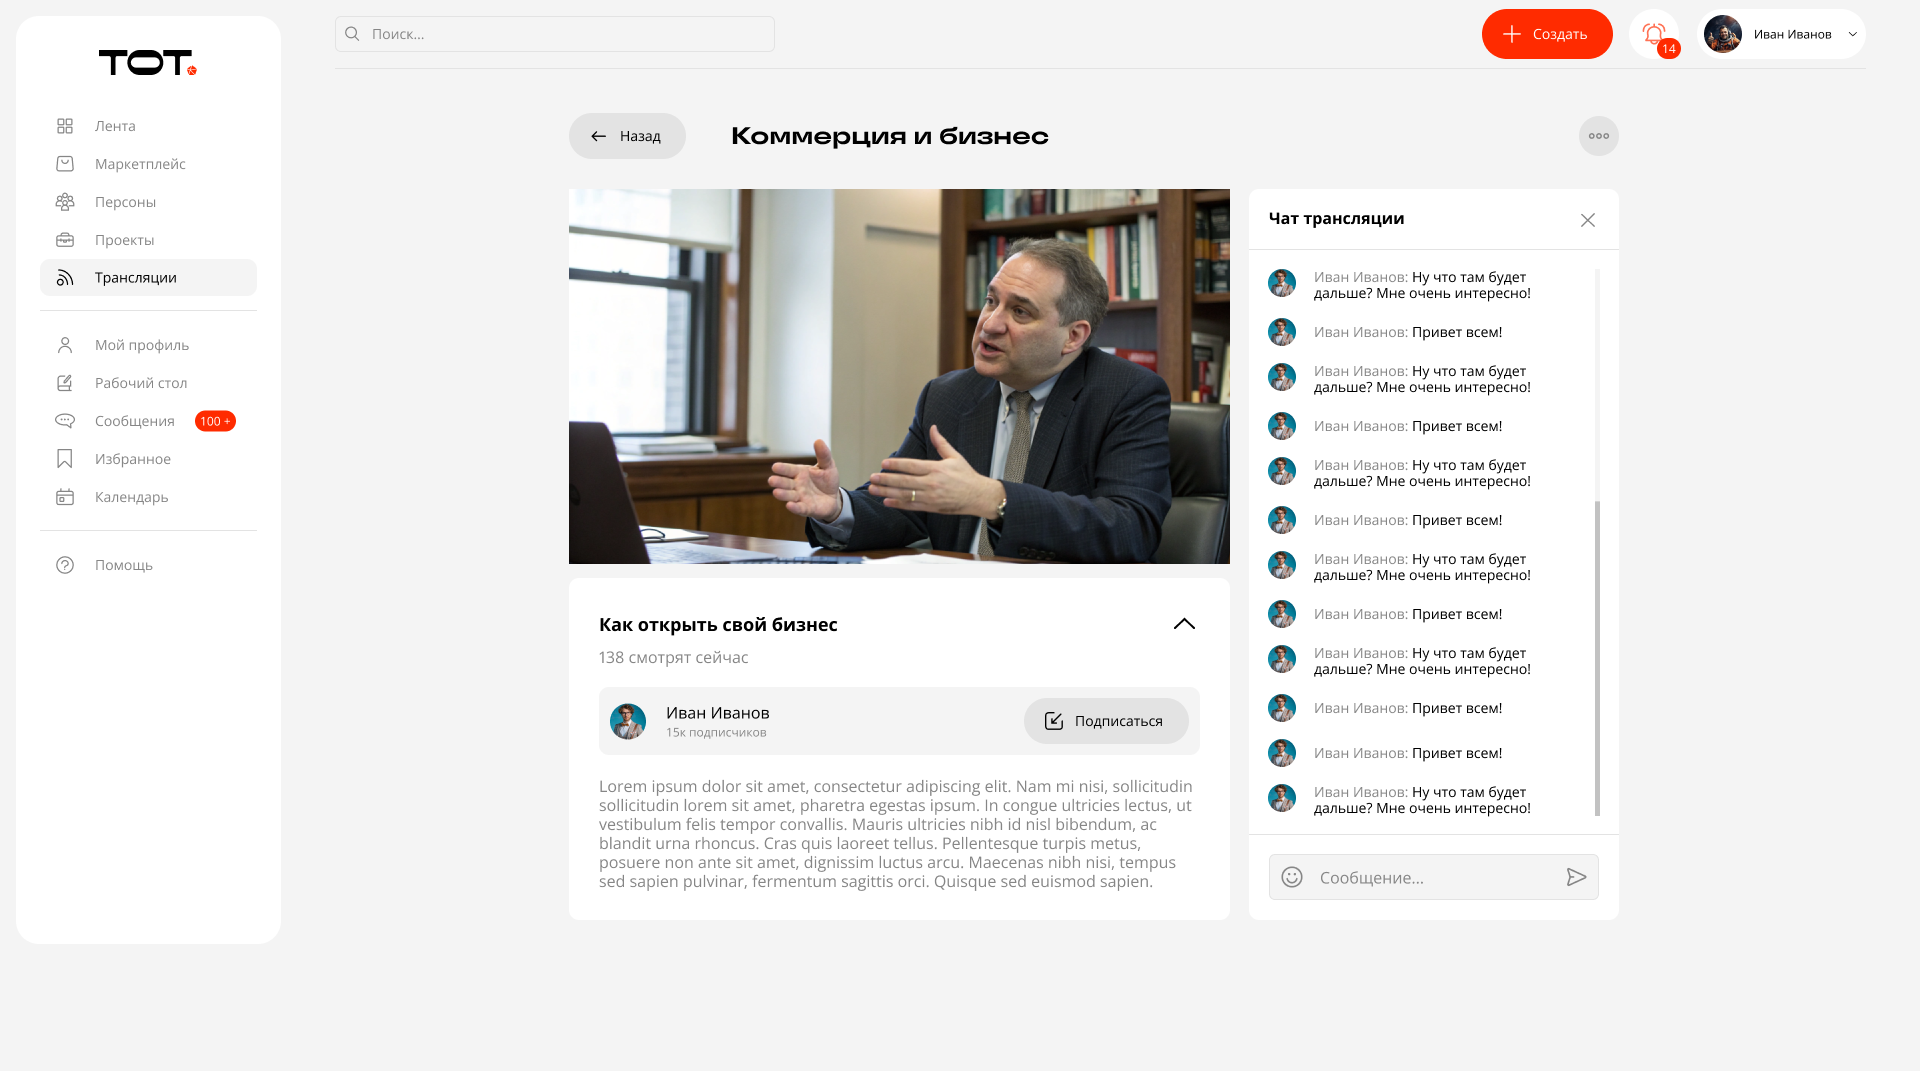 ТОТ.
Поиск...
Создать
14
Иван Иванов
Лента
Маркетплейс
Персоны
Проекты
Трансляции
Мой профиль
Рабочий стол
Сообщения
100 +
Избранное
Календарь
Помощь
Назад
Коммерция и бизнес
Как открыть свой бизнес
138 смотрят сейчас
Иван Иванов
15к подписчиков
Подписаться
Lorem ipsum dolor sit amet, consectetur adipiscing elit. Nam mi nisi, sollicitudin
sollicitudin lorem sit amet, pharetra egestas ipsum. In congue ultricies lectus, ut
vestibulum felis tempor convallis. Mauris ultricies nibh id nisl bibendum, ac
blandit urna rhoncus. Cras quis laoreet tellus. Pellentesque turpis metus,
posuere non ante sit amet, dignissim luctus arcu. Maecenas nibh nisi, tempus
sed sapien pulvinar, fermentum sagittis orci. Quisque sed euismod sapien.
Чат трансляции
Иван Иванов: Ну что там будет
дальше? Мне очень интересно!
Иван Иванов: Привет всем!
Иван Иванов: Ну что там будет
дальше? Мне очень интересно!
Иван Иванов: Привет всем!
Иван Иванов: Ну что там будет
дальше? Мне очень интересно!
Иван Иванов: Привет всем!
Иван Иванов: Ну что там будет
дальше? Мне очень интересно!
Иван Иванов: Привет всем!
Иван Иванов: Ну что там будет
дальше? Мне очень интересно!
Иван Иванов: Привет всем!
Иван Иванов: Привет всем!
Иван Иванов: Ну что там будет
дальше? Мне очень интересно!
Сообщение...